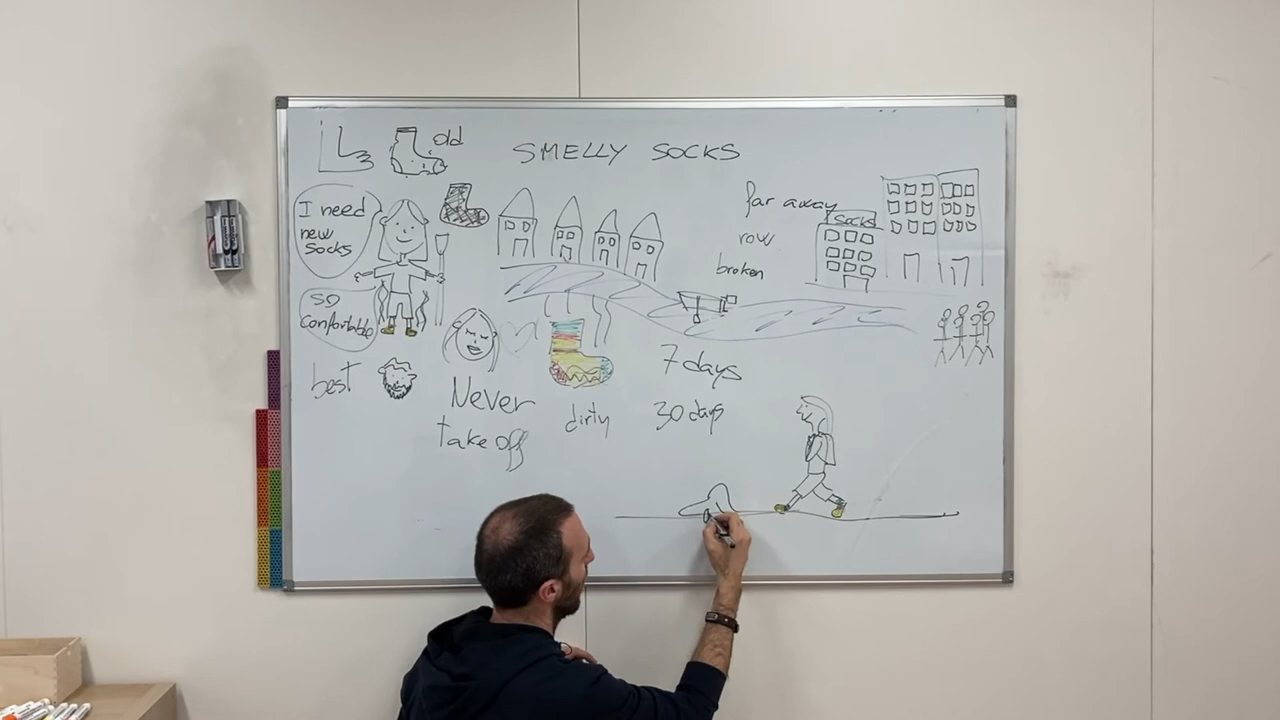 old
SMELLY SOCKS
I need
new
socks
far away
SOCKS
row
broken
so
confortable
best
Never
take off
dirty
7 days
30 days